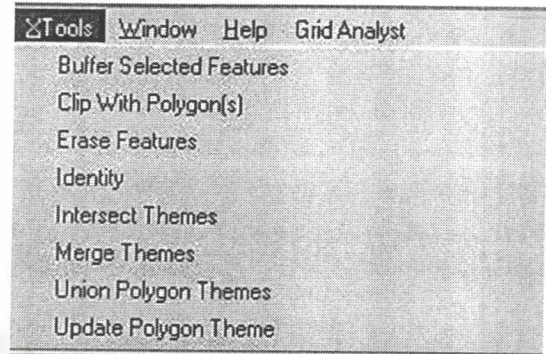 XTools Window Help Grid Analyst
Buffer Selected Features
Clip With Polygon(s)
Erase Features
Identity
Intersect Themes
Merge Themes
Union Polygon Themes
Update Polygon Theme